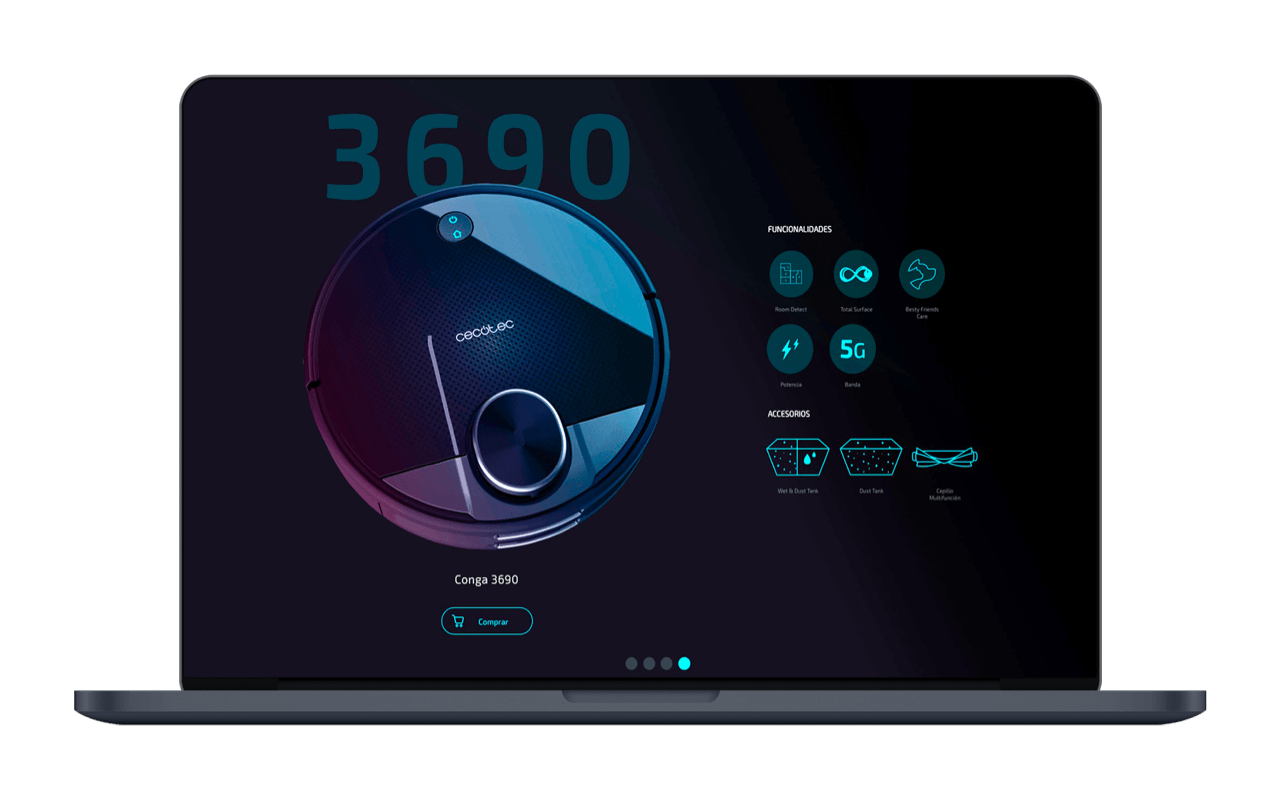 3690
cecotec
Conga 3690
Comprar
FUNCIONALIDADES
Room Detect
Total Surface
Besty Friends
Care
5G
Potencia
Banda
ACCESORIOS
Wet & Dust Tank
Dust Tank
Cepillo
Multifunción